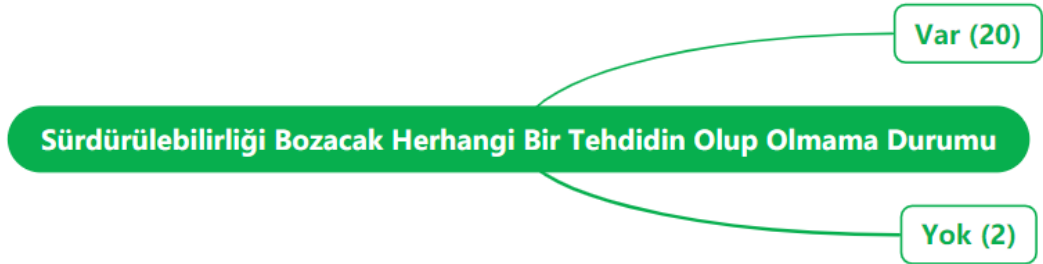 Var (20)
Sürdürülebilirliği Bozacak Herhangi Bir Tehdidin Olup Olmama Durumu
Yok (2)